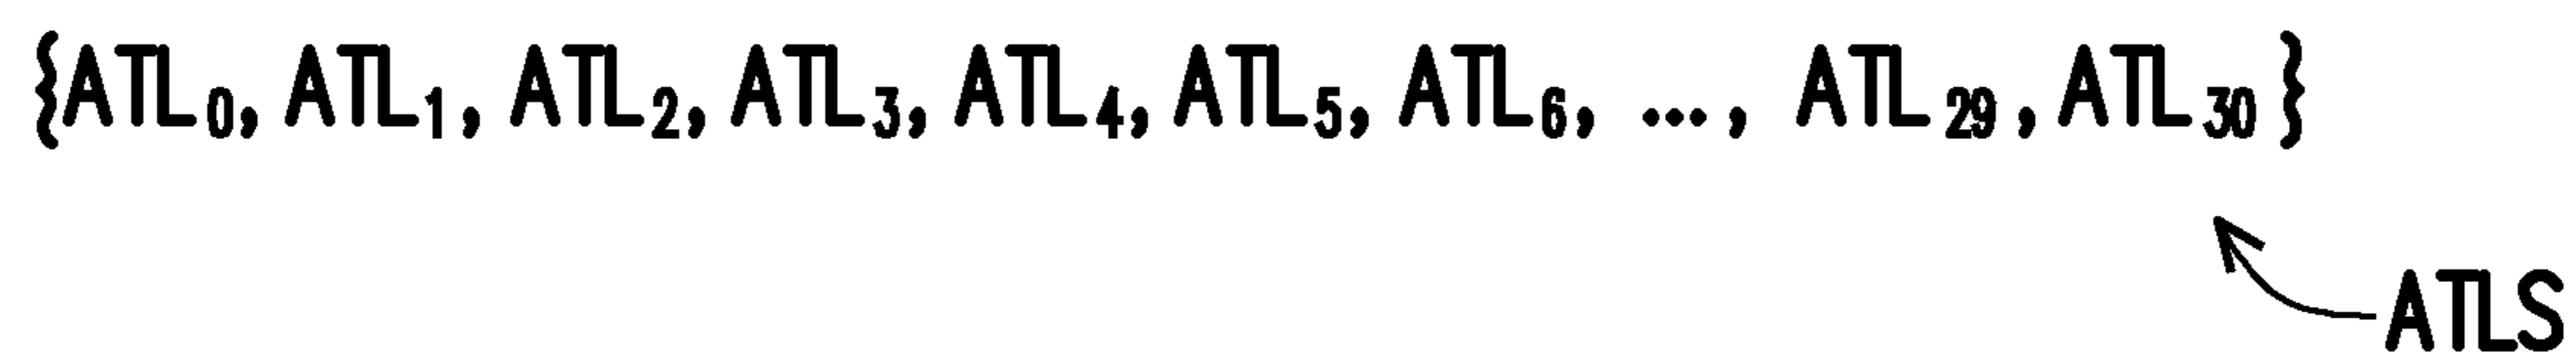 {ATL₀, ATL₁, ATL₂, ATL₃, ATL₄, ATL₅, ATL₆, ..., ATL₂₉, ATL₃₀}
ATLS